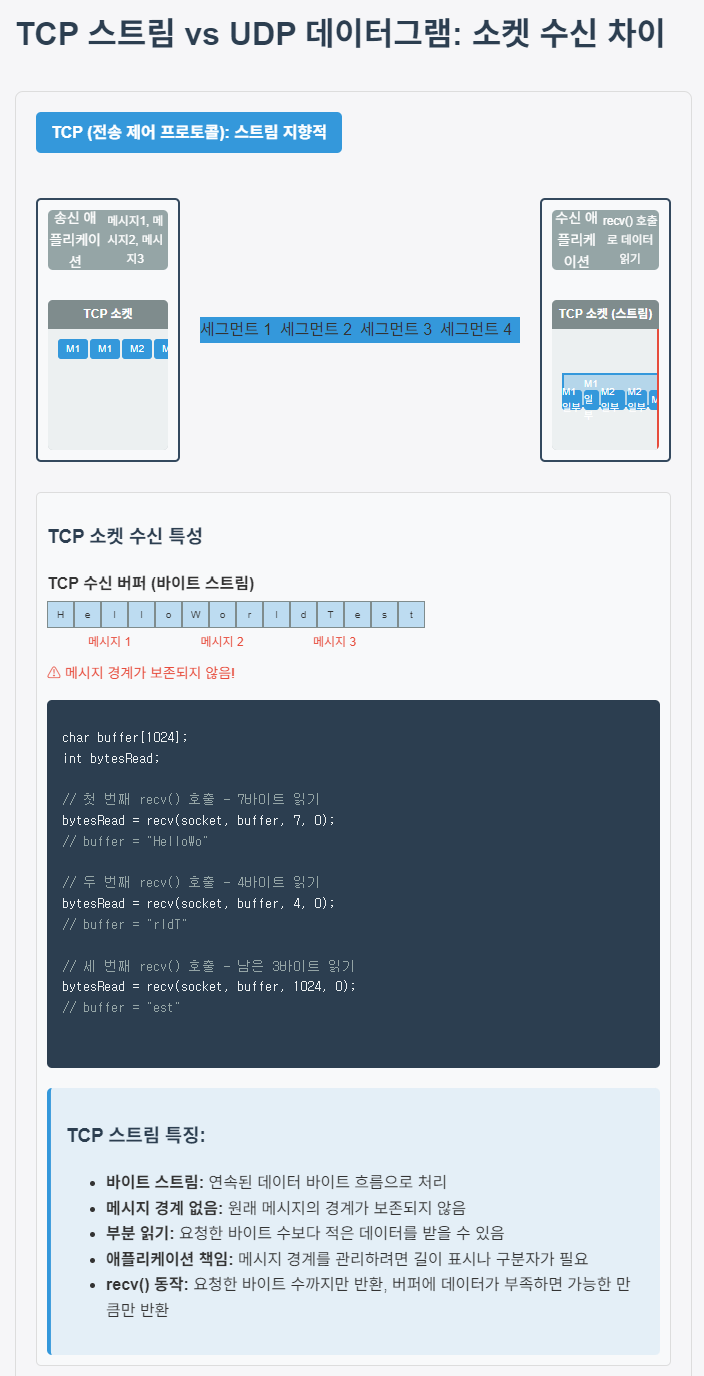 TCP 스트림 vs UDP 데이터그램: 소켓 수신 차이
TCP (전송 제어 프로토콜): 스트림 지향적
송신 애
플리케이
션
메시지1, 메
시지2, 메시
지3
TCP 소켓
M1 M1 M2
세그먼트 1 세그먼트 2 세그먼트 3 세그먼트 4
수신 애
플리케
이션
recv() 호출
로 데이터
읽기
TCP 소켓 (스트림)
M1
일부
M1
일
M2
일부
M2
일부
TCP 소켓 수신 특성
TCP 수신 버퍼 (바이트 스트림)
H e l l o W o r l d T e s t
메시지 1 메시지 2 메시지 3
⚠ 메시지 경계가 보존되지 않음!
char buffer[1024];
int bytesRead;
// 첫 번째 recv() 호출 - 7바이트 읽기
bytesRead = recv(socket, buffer, 7, 0);
// buffer = "HelloWo"
// 두 번째 recv() 호출 - 4바이트 읽기
bytesRead = recv(socket, buffer, 4, 0);
// buffer = "rldT"
// 세 번째 recv() 호출 - 남은 3바이트 읽기
bytesRead = recv(socket, buffer, 1024, 0);
// buffer = "est"
TCP 스트림 특징:
• 바이트 스트림: 연속된 데이터 바이트 흐름으로 처리
• 메시지 경계 없음: 원래 메시지의 경계가 보존되지 않음
• 부분 읽기: 요청한 바이트 수보다 적은 데이터를 받을 수 있음
• 애플리케이션 책임: 메시지 경계를 관리하려면 길이 표시나 구분자가 필요
• recv() 동작: 요청한 바이트 수까지만 반환, 버퍼에 데이터가 부족하면 가능한 만
큼만 반환